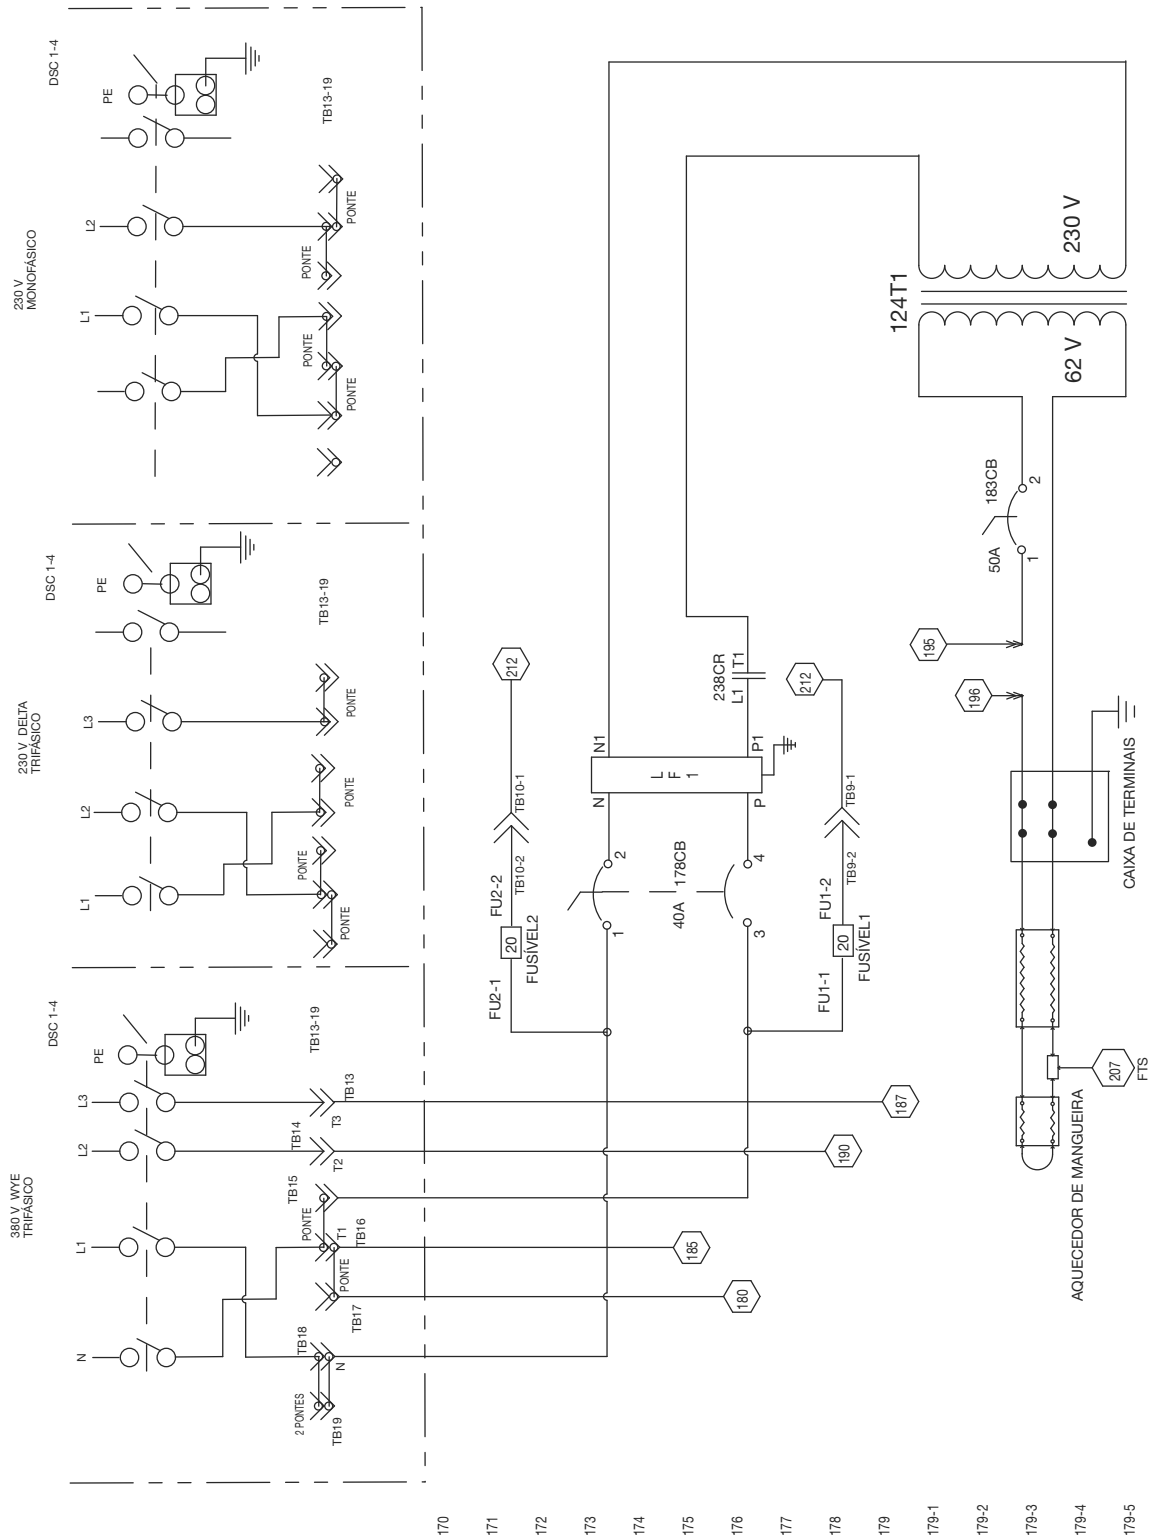 380 V WYE
TRIFÁSICO
N
L1
L2
L3
PE
DSC 1-4
2 PONTES
TB19
TB18
N
TB17
PONTE
PONTE
T1
TB16
TB15
TB14
T2
T3
TB13
TB13-19
230 V DELTA
TRIFÁSICO
L1
L2
L3
PE
DSC 1-4
PONTE
PONTE
PONTE
PONTE
TB13-19
230 V
MONOFÁSICO
L1
L2
PE
DSC 1-4
PONTE
PONTE
PONTE
PONTE
TB13-19
170
171
172
173
174
175
176
177
178
179
179-1
179-2
179-3
179-4
179-5
180
185
190
187
FU2-1
20
FUSÍVEL2
FU2-2
TB10-2
TB10-1
212
1
2
40A 178CB
3
4
N
N1
L
F
1
P
P1
238CR
L1 T1
FU1-1
20
FUSÍVEL1
FU1-2
TB9-2
TB9-1
212
124T1
230 V
62 V
183CB
50A
1
2
195
196
CAIXA DE TERMINAIS
207
FTS
AQUECEDOR DE MANGUEIRA